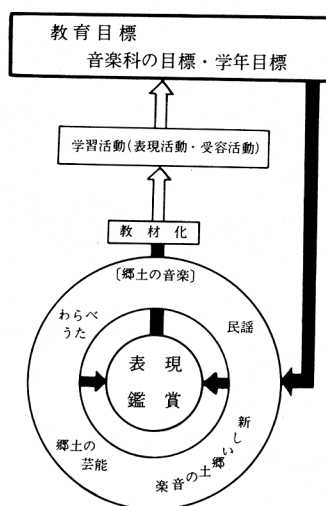 教育目標
音楽科の目標・学年目標
学習活動(表現活動・受容活動)
教材化
〔郷土の音楽〕
わらべ
うた
民謡
表現
鑑賞
郷土の
芸能
新しい郷土の音楽